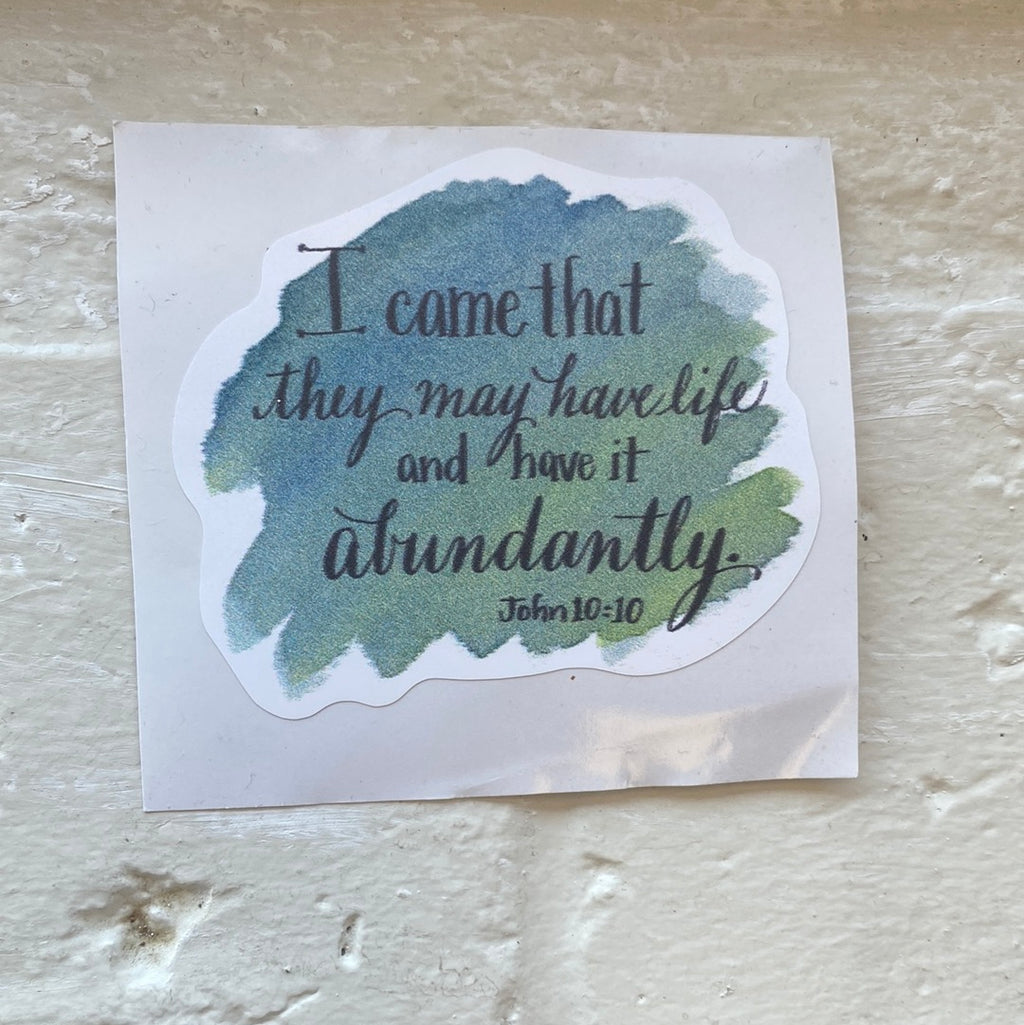 I came that
they may have life
and have it
abundantly.
John 10:10